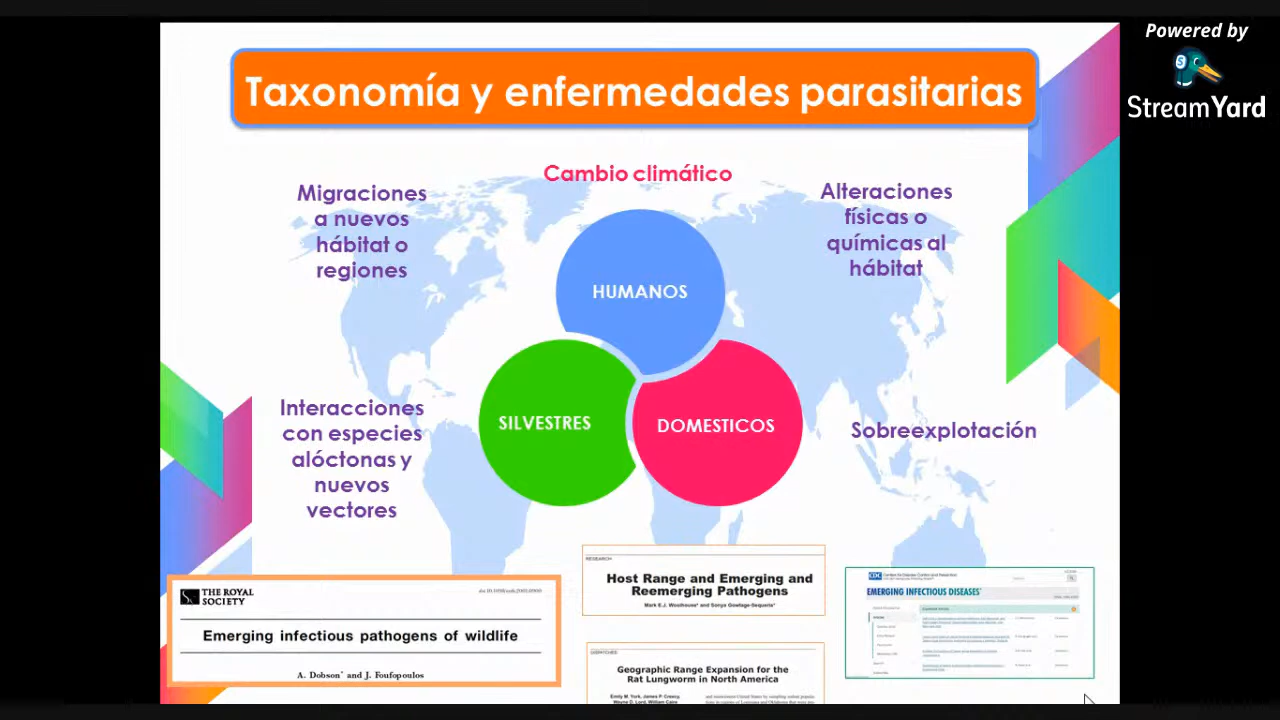 Powered by
StreamYard
Taxonomía y enfermedades parasitarias
Cambio climático
Migraciones
a nuevos
hábitat o
regiones
Alteraciones
físicas o
químicas al
hábitat
HUMANOS
SILVESTRES
DOMESTICOS
Interacciones
con especies
alóctonas y
nuevos
vectores
Sobreexplotación
THE ROYAL
SOCIETY
Emerging infectious pathogens of wildlife
A. Dobson* and J. Foufopoulos
RESEARCH
Host Range and Emerging and
Reemerging Pathogens
Mark E.J. Woolhouse* and Sonya Gowtage-Sequeria*
Geographic Range Expansion for the
Rat Lungworm in North America
Emily M. York, James P. Creecy,
Wayne D. Lord, William Caire
CDC
EMERGING INFECTIOUS DISEASES